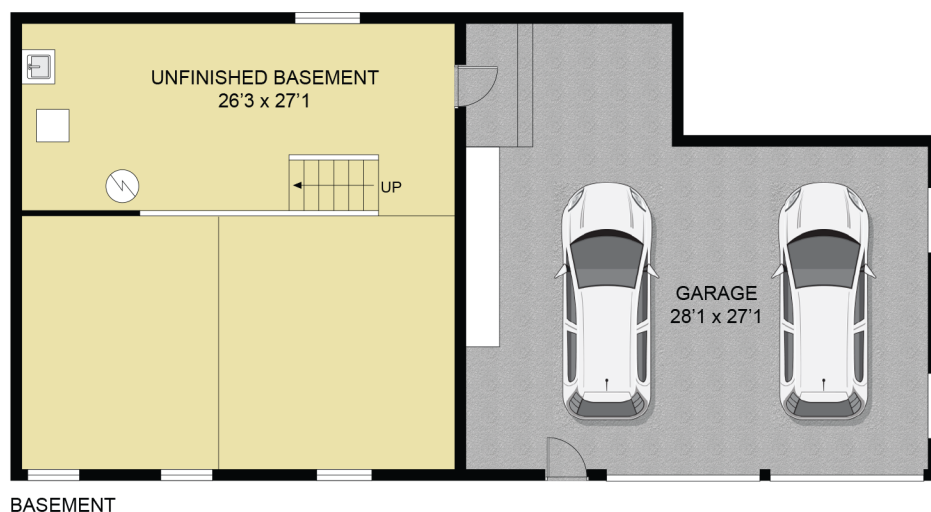 UNFINISHED BASEMENT
26'3 x 27'1
UP
GARAGE
28'1 x 27'1
BASEMENT